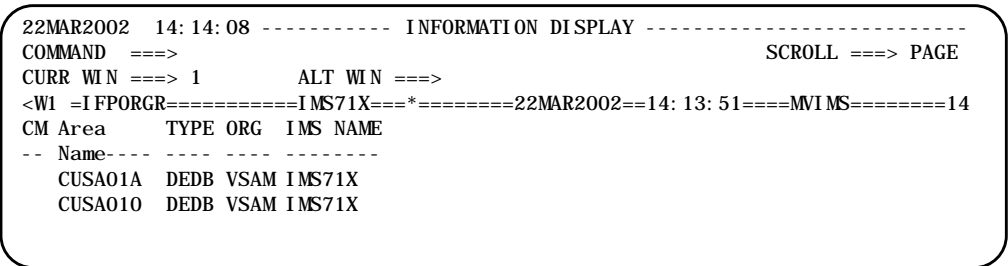 22MAR2002  14:14:08 ----------- INFORMATION DISPLAY ---------------------------
COMMAND  ===>                                                 SCROLL ===> PAGE
CURR WIN ===> 1        ALT WIN ===>
<W1 =IFPORGR===========IMS71X===*========22MAR2002==14:13:51====MVIMS========14
CM Area     TYPE ORG  IMS NAME
-- Name---- ---- ---- --------
   CUSA01A  DEDB VSAM IMS71X
   CUSA010  DEDB VSAM IMS71X